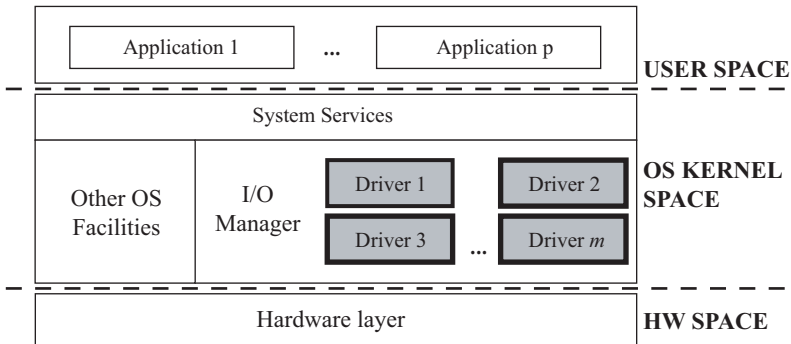 Application 1
...
Application p
USER SPACE
System Services
OS KERNEL
SPACE
Other OS
Facilities
I/O
Manager
Driver 1
Driver 2
Driver 3
...
Driver m
Hardware layer
HW SPACE